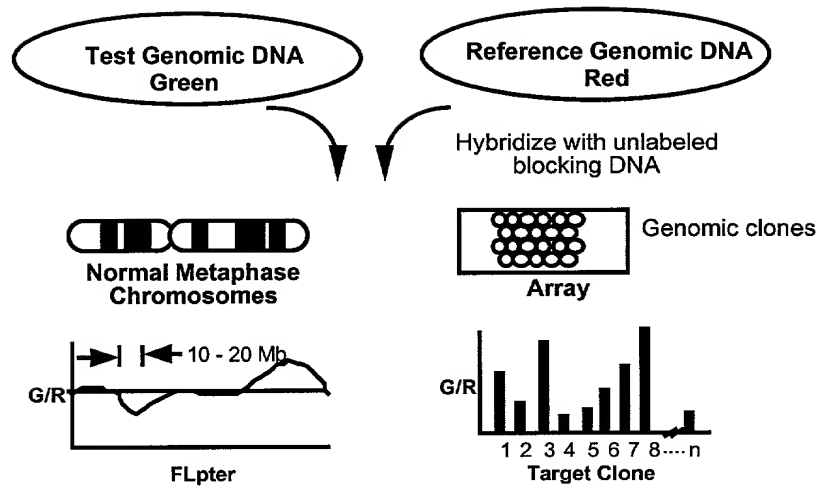 Test Genomic DNA
Green
Reference Genomic DNA
Red
Hybridize with unlabeled
blocking DNA
Genomic clones
Normal Metaphase
Chromosomes
Array
10 - 20 Mb
G/R
FLpter
G/R
1 2 3 4 5 6 7 8 ···· n
Target Clone